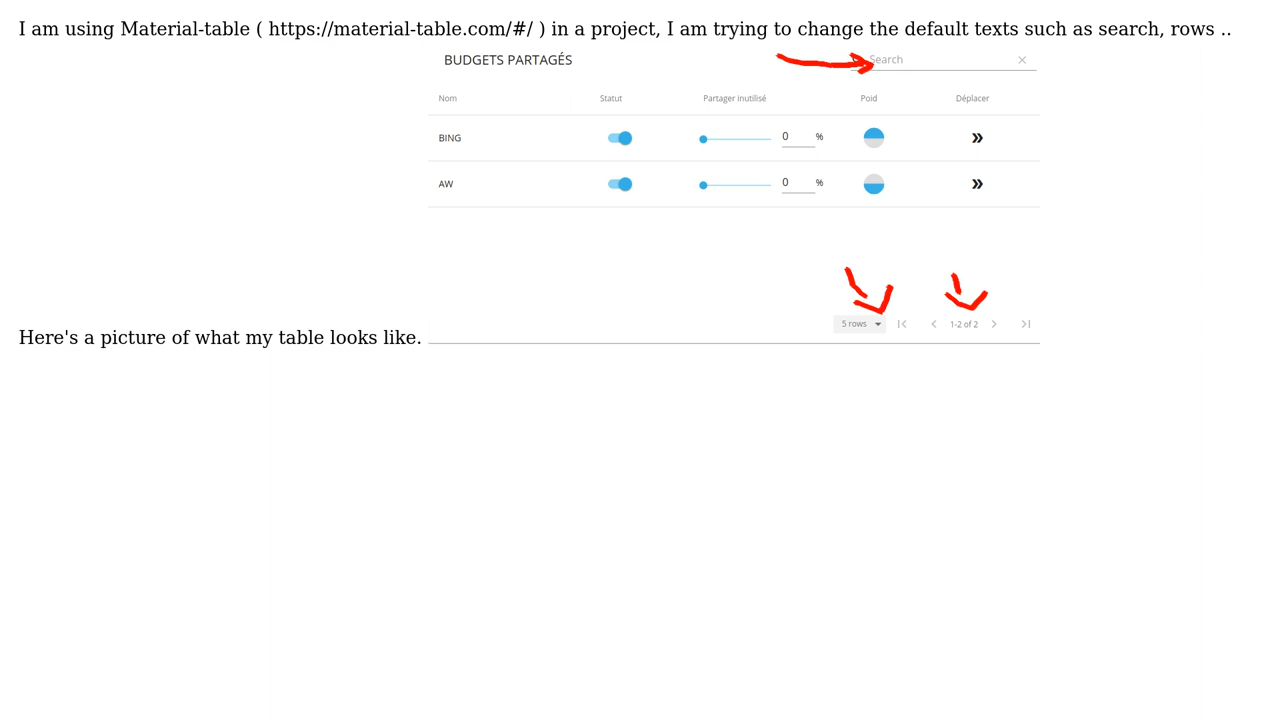 I am using Material-table ( https://material-table.com/#/ ) in a project, I am trying to change the default texts such as search, rows ..
BUDGETS PARTAGÉS
Search
Nom Statut Partager inutilisé Poid Déplacer
BING 0 %
AW 0 %
5 rows 1-2 of 2
Here's a picture of what my table looks like.